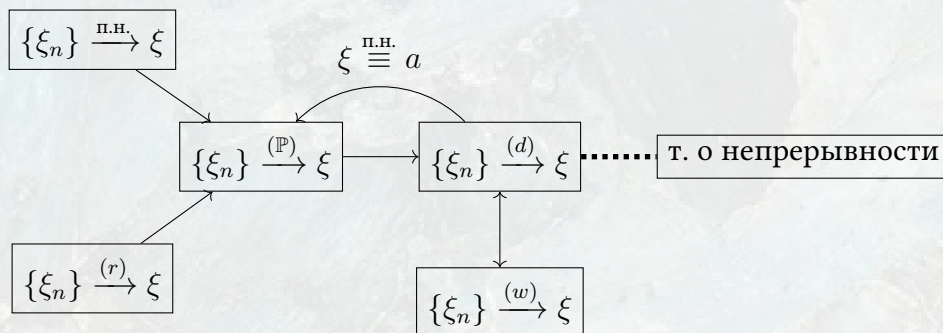 {ξₙ} п.н.⟶ ξ
ξ п.н.≡ a
{ξₙ} (ℙ)⟶ ξ
{ξₙ} (d)⟶ ξ
т. о непрерывности
{ξₙ} (r)⟶ ξ
{ξₙ} (w)⟶ ξ